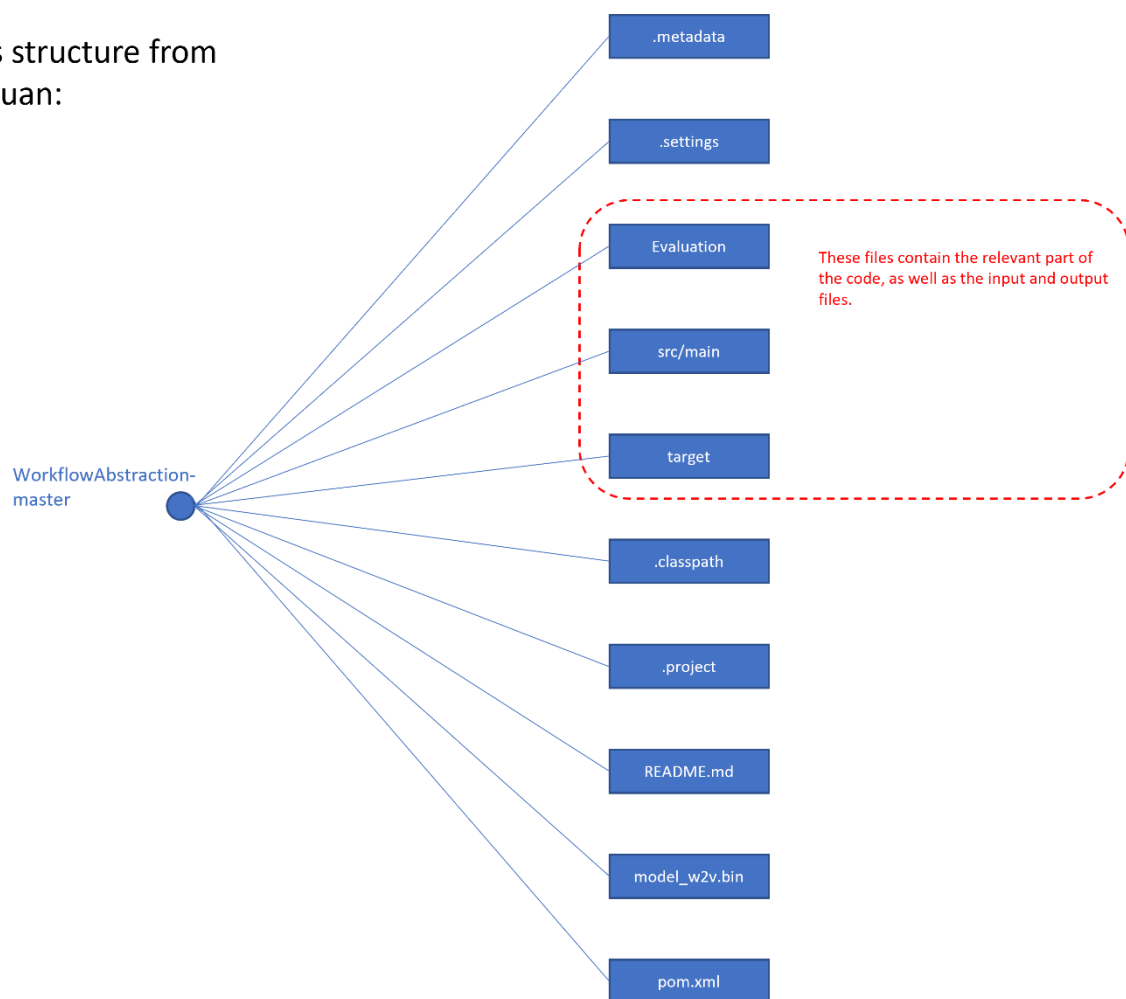 s structure from
uan:
.metadata
.settings
Evaluation
These files contain the relevant part of
the code, as well as the input and output
files.
src/main
target
WorkflowAbstraction-
master
.classpath
.project
README.md
model_w2v.bin
pom.xml